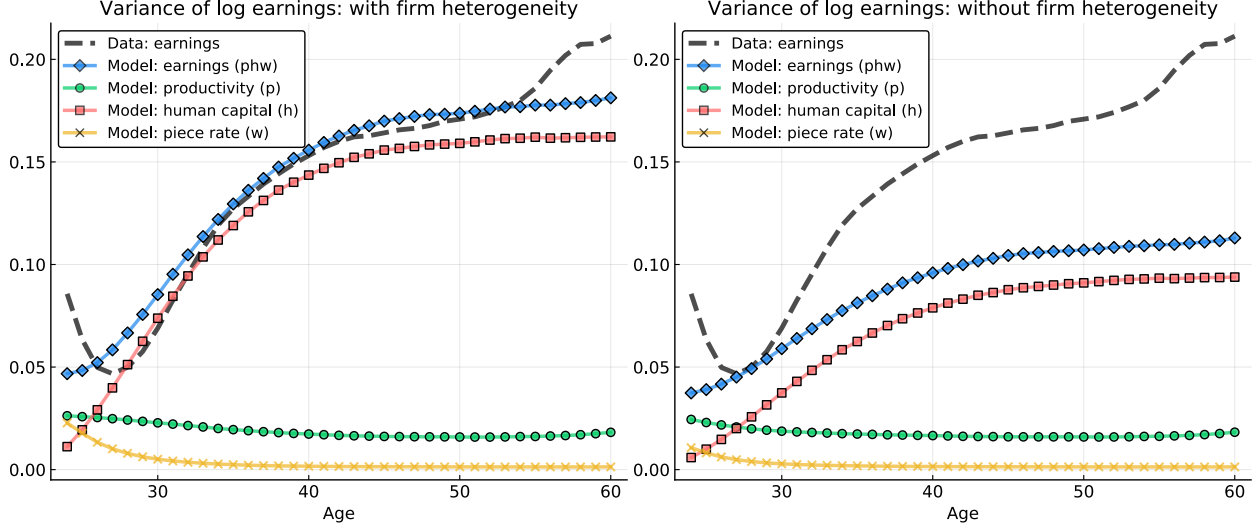 Variance of log earnings: with firm heterogeneity
Data: earnings
Model: earnings (phw)
Model: productivity (p)
Model: human capital (h)
Model: piece rate (w)
0.20
0.15
0.10
0.05
0.00
30
40
50
60
Age
Variance of log earnings: without firm heterogeneity
Data: earnings
Model: earnings (phw)
Model: productivity (p)
Model: human capital (h)
Model: piece rate (w)
0.20
0.15
0.10
0.05
0.00
30
40
50
60
Age